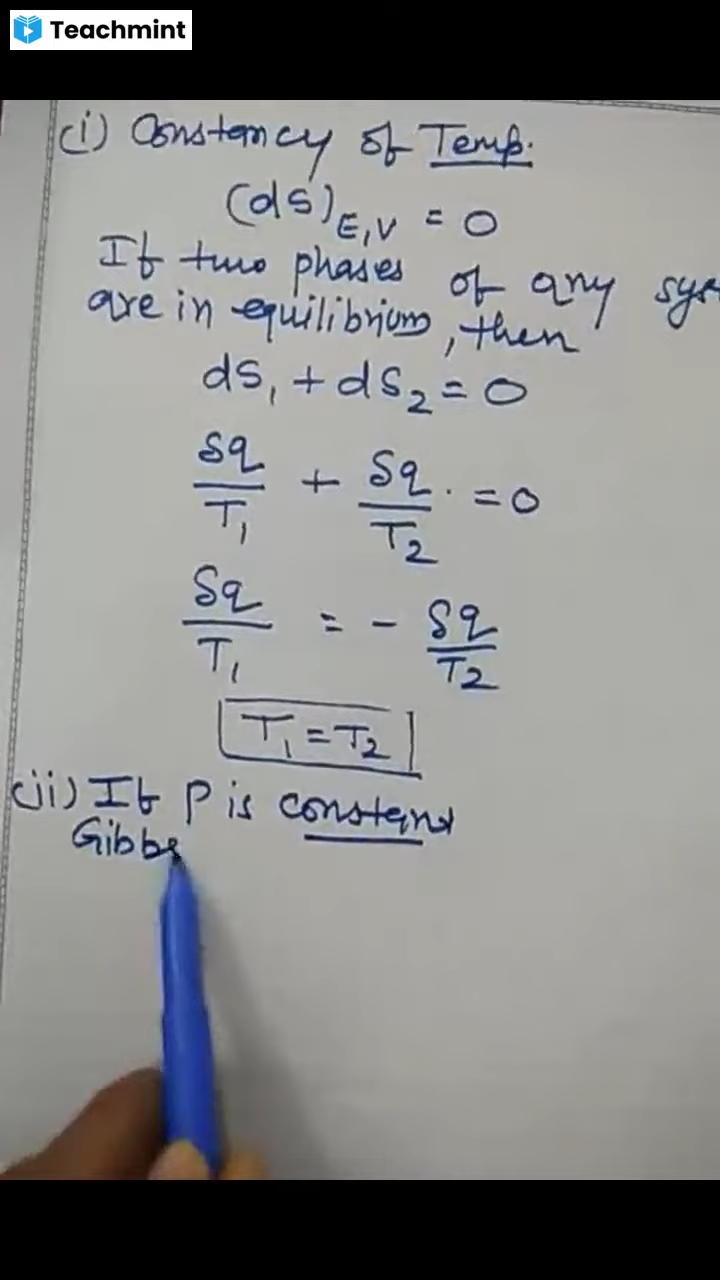 Teachmint
(i) Constancy of Temp.
(dS)E,V = 0
If two phases of any sys
are in equilibrium, then
dS₁ + dS₂ = 0
δq/T₁ + δq/T₂ . = 0
δq/T₁ = - δq/T₂
T₁ = T₂
(ii) If P is constant
Gibbs